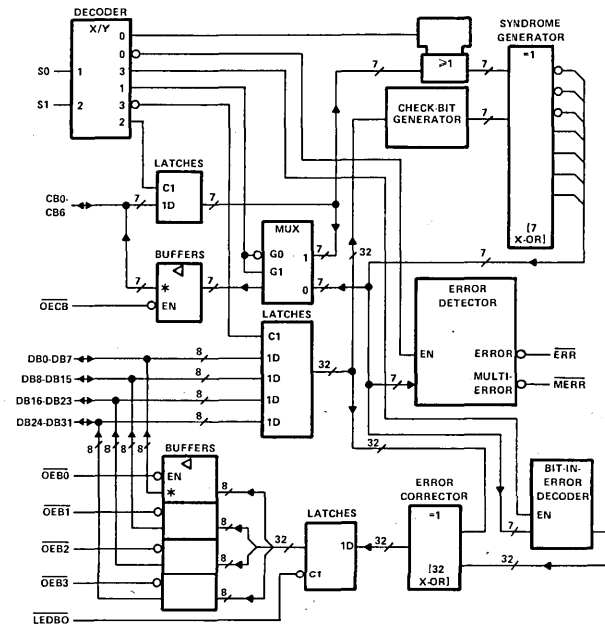 DECODER
X/Y
0
0
3
1
3
2
S0
1
S1
2
SYNDROME
GENERATOR
=1
[7
X-OR]
≥1
7
7
CHECK-BIT
GENERATOR
7
LATCHES
C1
1D
CB0-
CB6
7
7
MUX
G0
G1
1
0
7
7
32
7
BUFFERS
*
EN
7
7
OECB
LATCHES
C1
1D
1D
1D
1D
DB0-DB7
DB8-DB15
DB16-DB23
DB24-DB31
8
8
8
8
32
ERROR
DETECTOR
EN
ERROR
MULTI-
ERROR
7
ERR
MERR
8
8
8
8
BUFFERS
EN
*
OEB0
OEB1
OEB2
OEB3
8
8
8
8
32
LATCHES
1D
C1
LEDBO
32
32
ERROR
CORRECTOR
=1
[32
X-OR]
32
BIT-IN-
ERROR
DECODER
EN
7